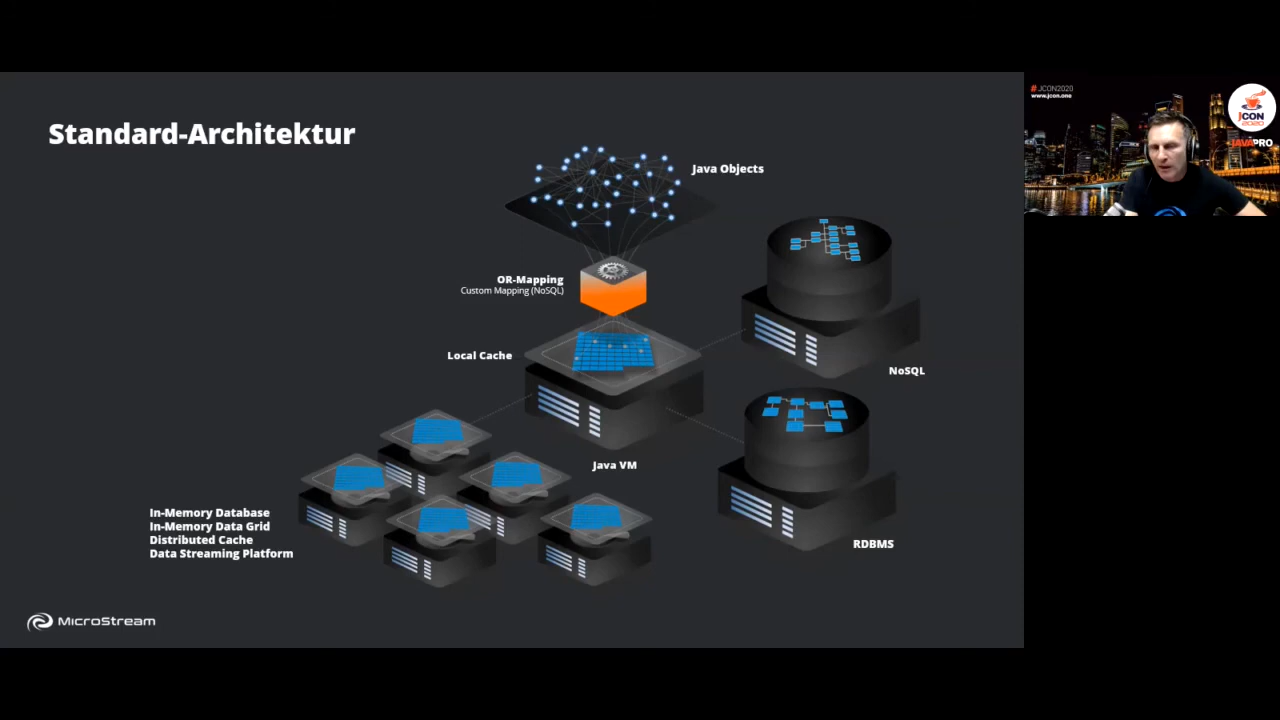 Standard-Architektur
Java Objects
OR-Mapping
Custom Mapping (NoSQL)
Local Cache
NoSQL
Java VM
In-Memory Database
In-Memory Data Grid
Distributed Cache
Data Streaming Platform
RDBMS
MicroStream
#JCON2020
www.jcon.one
JCON
2020
JAVAPRO